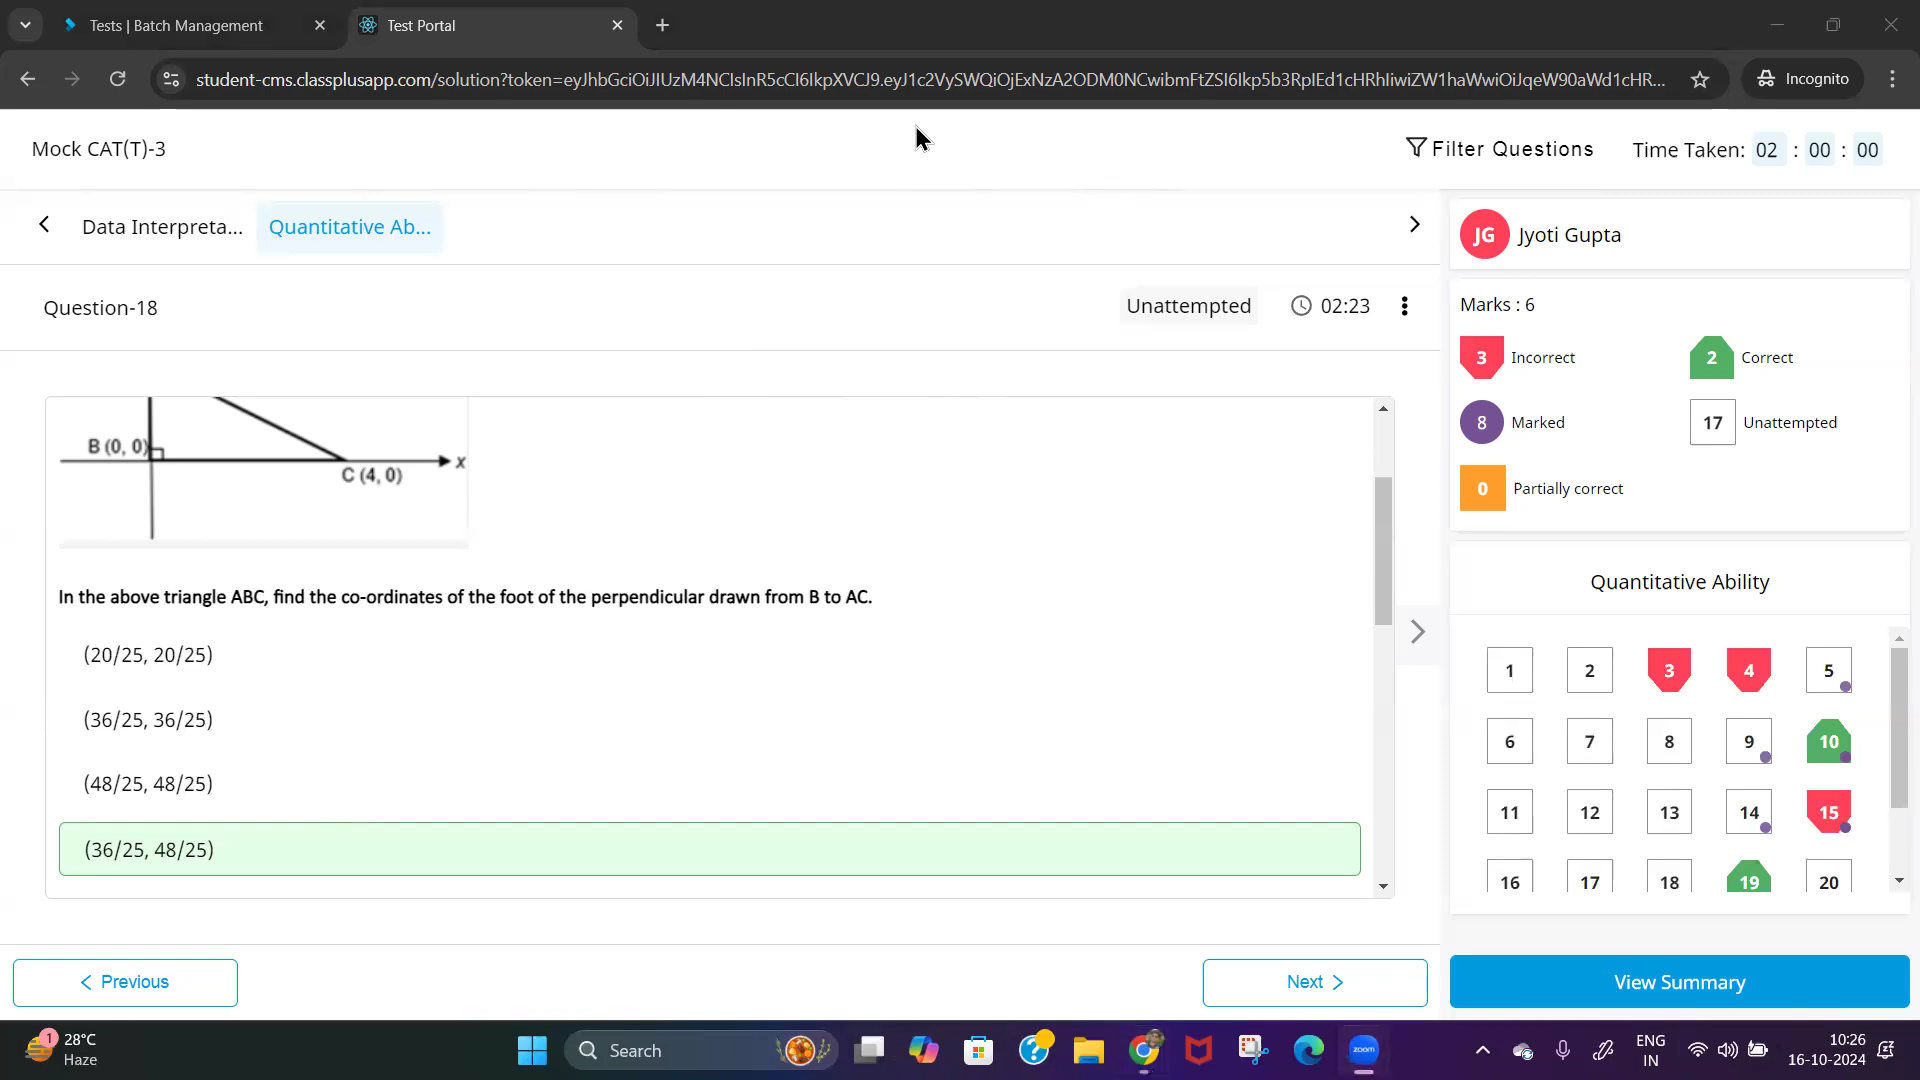 Tests | Batch Management
Test Portal
student-cms.classplusapp.com/solution?token=eyJhbGciOiJIUzM4NCIsInR5cCI6IkpXVCJ9.eyJ1c2VySWQiOjExNzA2ODM0NCwibmFtZSI6Ikp5b3RpIEd1cHRhIiwiZW1haWwiOiJqeW90aWd1cHR...
Incognito
Mock CAT(T)-3
Filter Questions
Time Taken: 02 : 00 : 00
Data Interpreta...
Quantitative Ab...
JG
Jyoti Gupta
Question-18
Unattempted
02:23
Marks : 6
3 Incorrect
2 Correct
8 Marked
17 Unattempted
0 Partially correct
B (0, 0)
x
C (4, 0)
In the above triangle ABC, find the co-ordinates of the foot of the perpendicular drawn from B to AC.
(20/25, 20/25)
(36/25, 36/25)
(48/25, 48/25)
(36/25, 48/25)
Quantitative Ability
1 2 3 4 5
6 7 8 9 10
11 12 13 14 15
16 17 18 19 20
Previous
Next
View Summary
1
28°C
Haze
Search
zoom
ENG
IN
10:26
16-10-2024